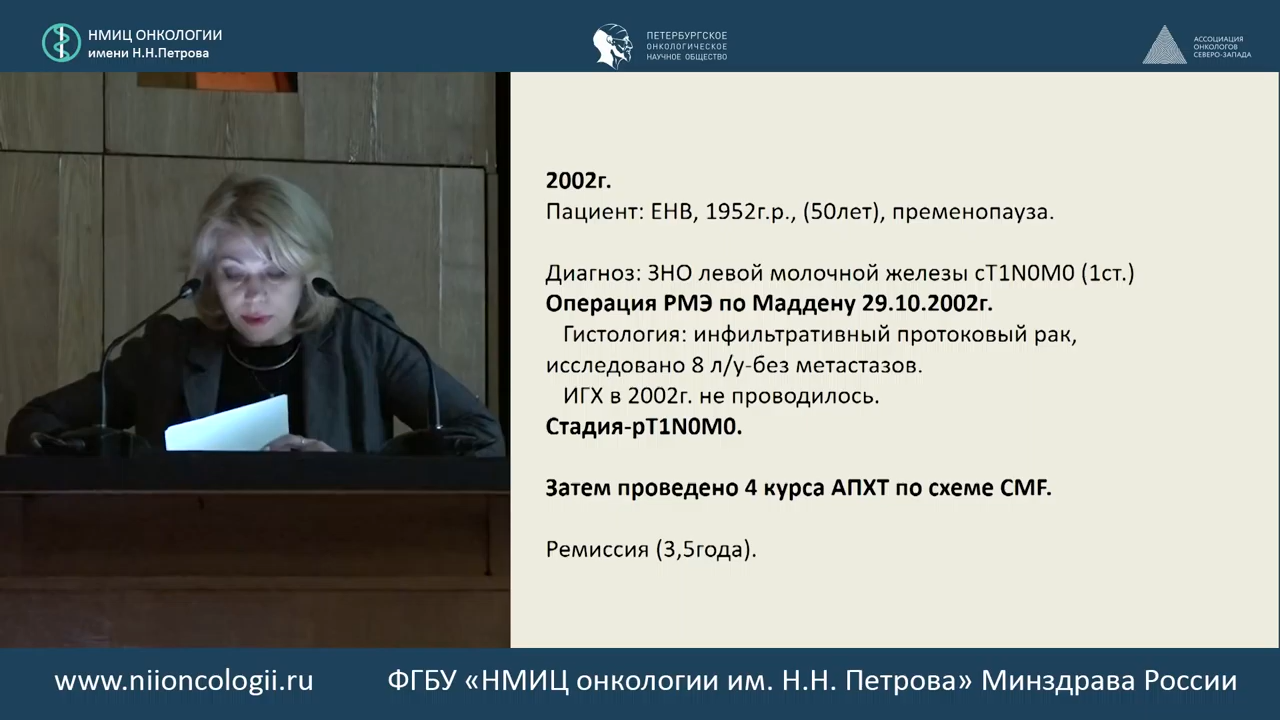 НМИЦ ОНКОЛОГИИ
имени Н.Н.Петрова
ПЕТЕРБУРГСКОЕ
ОНКОЛОГИЧЕСКОЕ
НАУЧНОЕ ОБЩЕСТВО
АССОЦИАЦИЯ
ОНКОЛОГОВ
СЕВЕРО-ЗАПАДА
2002г.
Пациент: ЕНВ, 1952г.р., (50лет), пременопауза.
Диагноз: ЗНО левой молочной железы cT1N0M0 (1ст.)
Операция РМЭ по Маддену 29.10.2002г.
Гистология: инфильтративный протоковый рак,
исследовано 8 л/у-без метастазов.
ИГХ в 2002г. не проводилось.
Стадия-pT1N0M0.
Затем проведено 4 курса АПХТ по схеме CMF.
Ремиссия (3,5года).
www.niioncologii.ru
ФГБУ «НМИЦ онкологии им. Н.Н. Петрова» Минздрава России